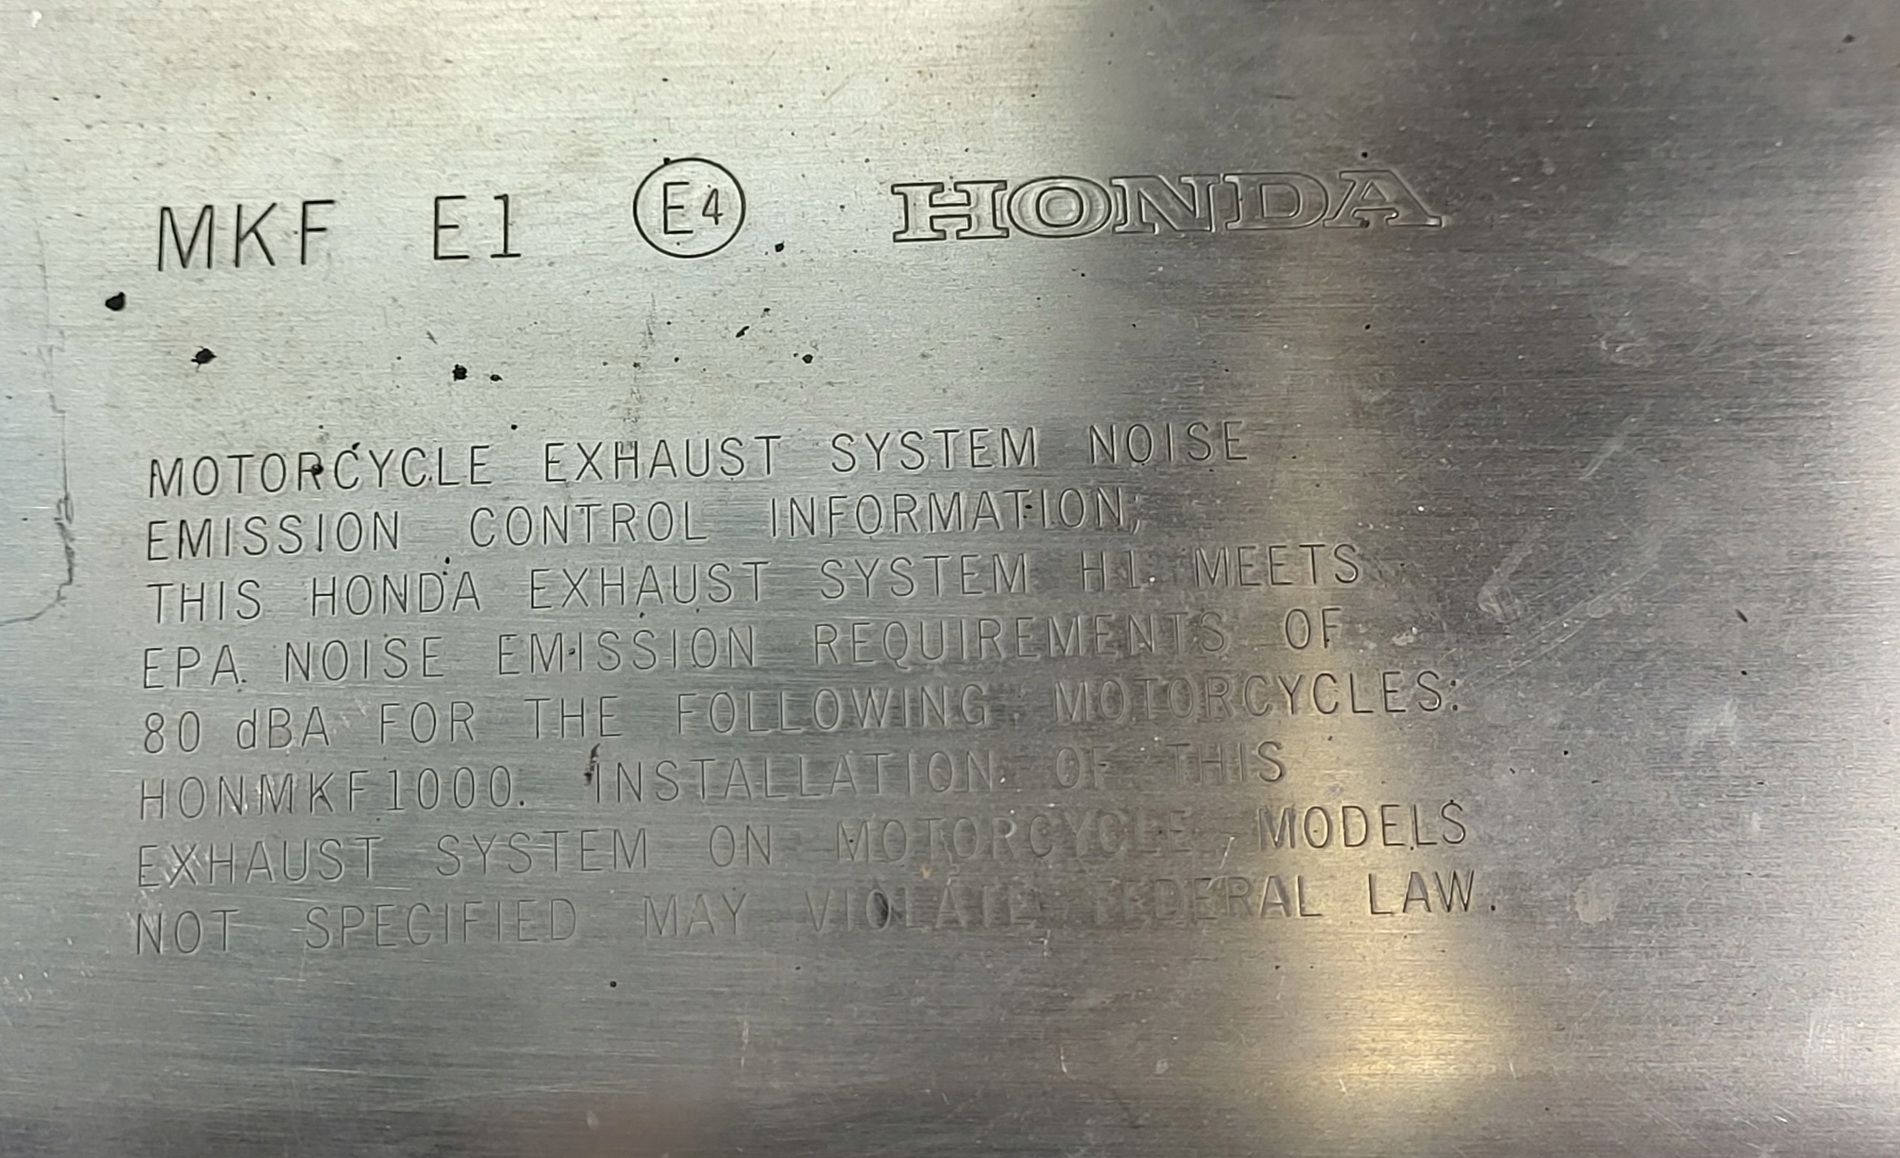 MKF E1 E4 HONDA
MOTORCYCLE EXHAUST SYSTEM NOISE
EMISSION CONTROL INFORMATION;
THIS HONDA EXHAUST SYSTEM H1 MEETS
EPA NOISE EMISSION REQUIREMENTS OF
80 dBA FOR THE FOLLOWING MOTORCYCLES:
HONMKF1000. INSTALLATION OF THIS
EXHAUST SYSTEM ON MOTORCYCLE MODELS
NOT SPECIFIED MAY VIOLATE FEDERAL LAW.